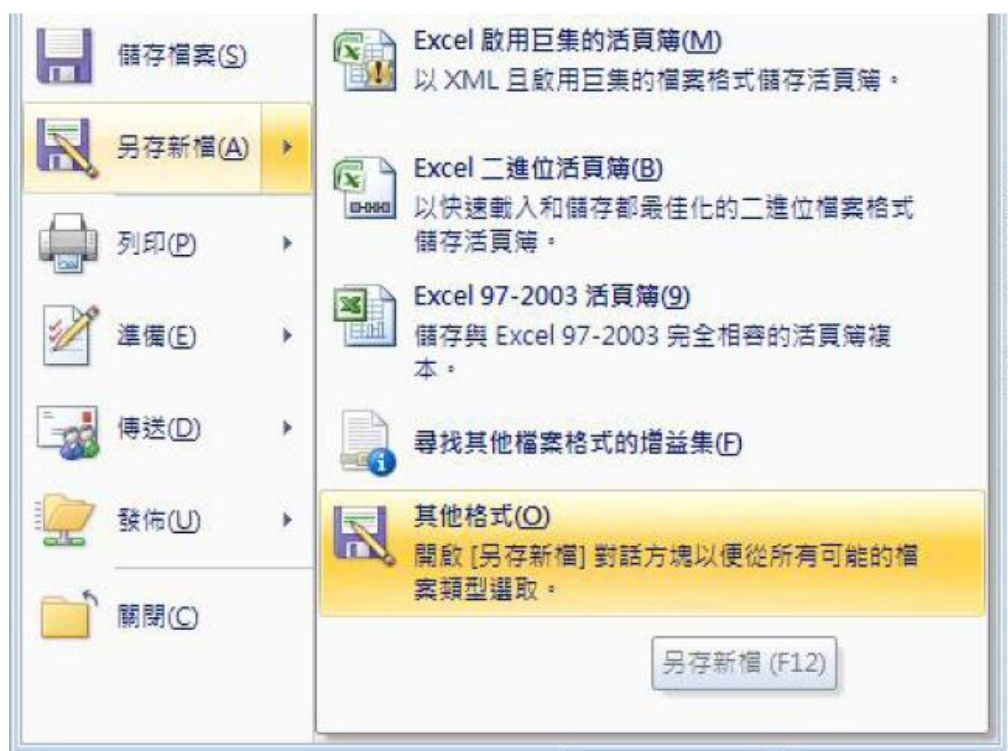 儲存檔案(S)
另存新檔(A)
列印(P)
準備(E)
傳送(D)
發佈(U)
關閉(C)
Excel 啟用巨集的活頁簿(M)
以 XML 且啟用巨集的檔案格式儲存活頁簿。
Excel 二進位活頁簿(B)
以快速載入和儲存都最佳化的二進位檔案格式
儲存活頁簿。
Excel 97-2003 活頁簿(9)
儲存與 Excel 97-2003 完全相容的活頁簿複
本。
尋找其他檔案格式的增益集(F)
其他格式(O)
開啟 [另存新檔] 對話方塊以便從所有可能的檔
案類型選取。
另存新檔 (F12)